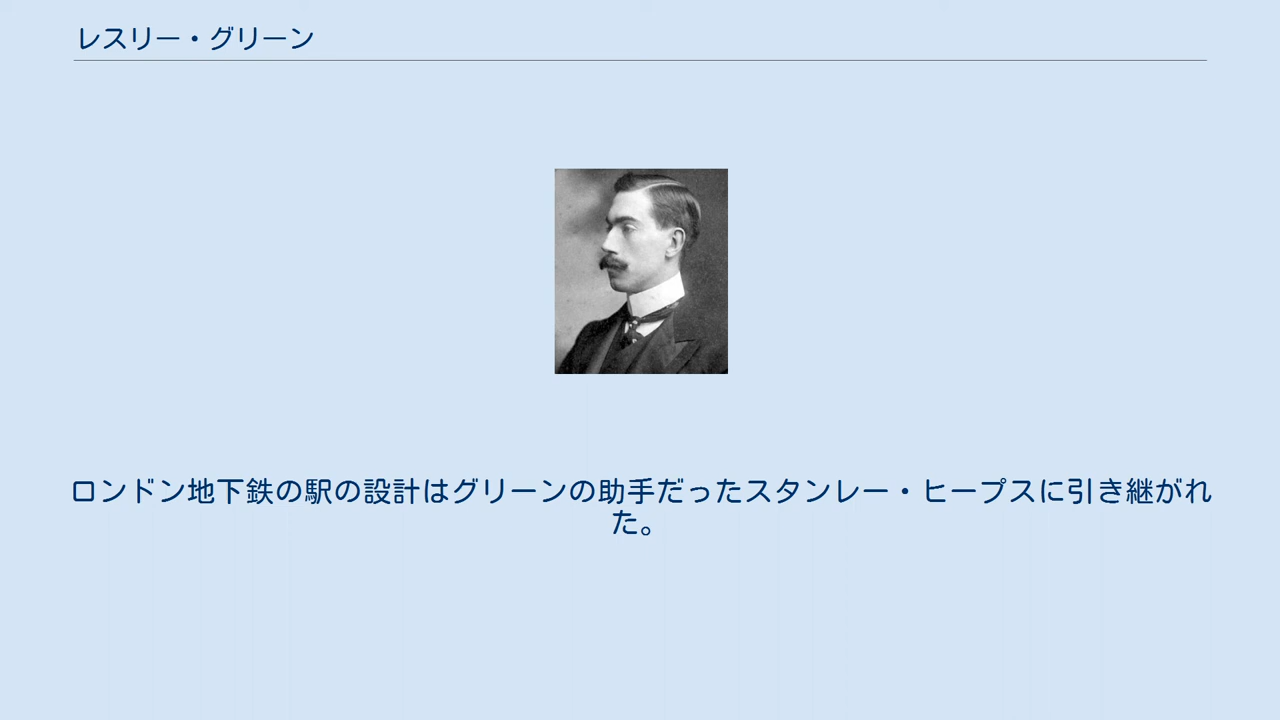 レスリー・グリーン
ロンドン地下鉄の駅の設計はグリーンの助手だったスタンレー・ヒープスに引き継がれ
た。